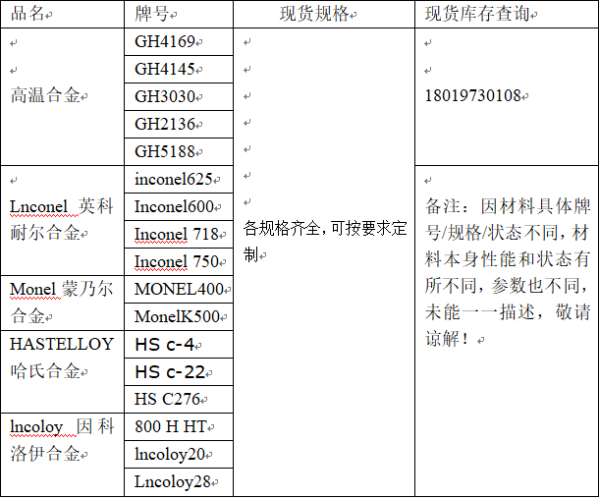 品名 牌号 现货规格 现货库存查询
GH4169
GH4145
高温合金 GH3030 18019730108
GH2136
GH5188
inconel625
Lnconel 英科 Inconel600
耐尔合金 Inconel 718
Inconel 750
各规格齐全,可按要求定
制
备注：因材料具体牌
号/规格/状态不同，材
料本身性能和状态有
所不同，参数也不同，
未能一一描述，敬请
谅解！
Monel 蒙乃尔 MONEL400
合金 MonelK500
HASTELLOY HS c-4
哈氏合金 HS c-22
HS C276
lncoloy 因科 800 H HT
洛伊合金 lncoloy20
Lncoloy28